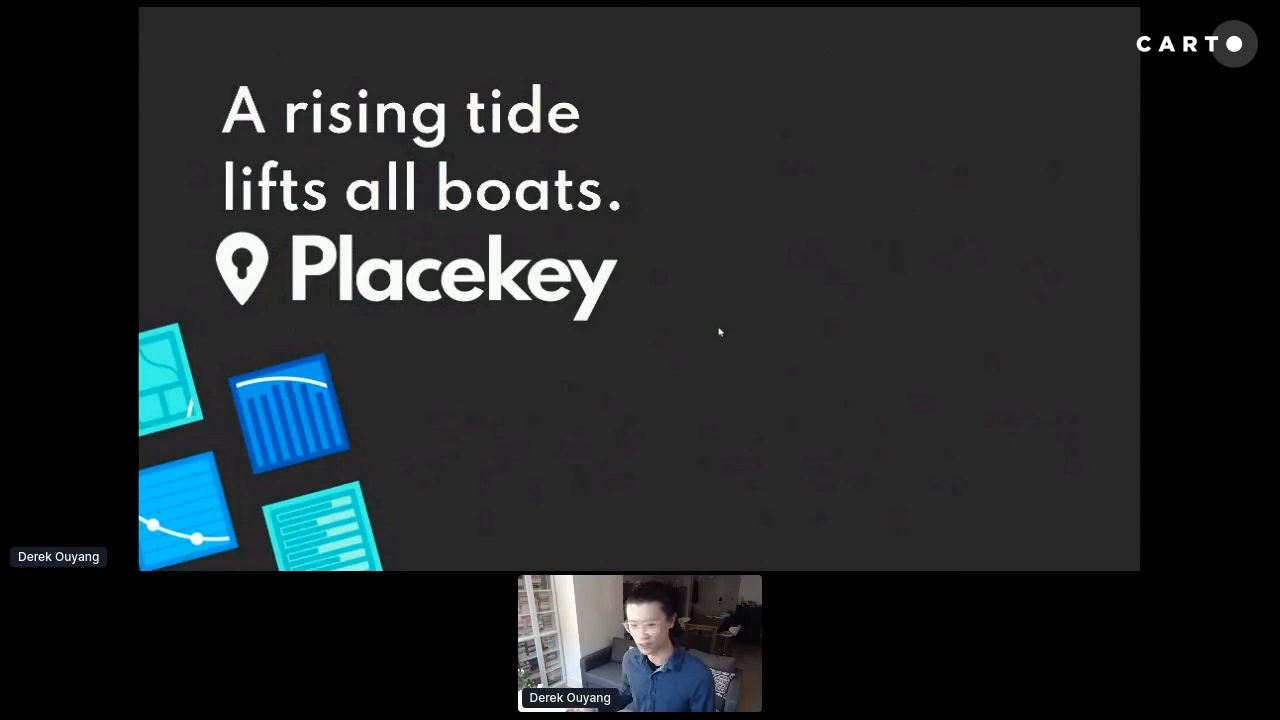 CARTO
A rising tide
lifts all boats.
Placekey
Derek Ouyang
Derek Ouyang